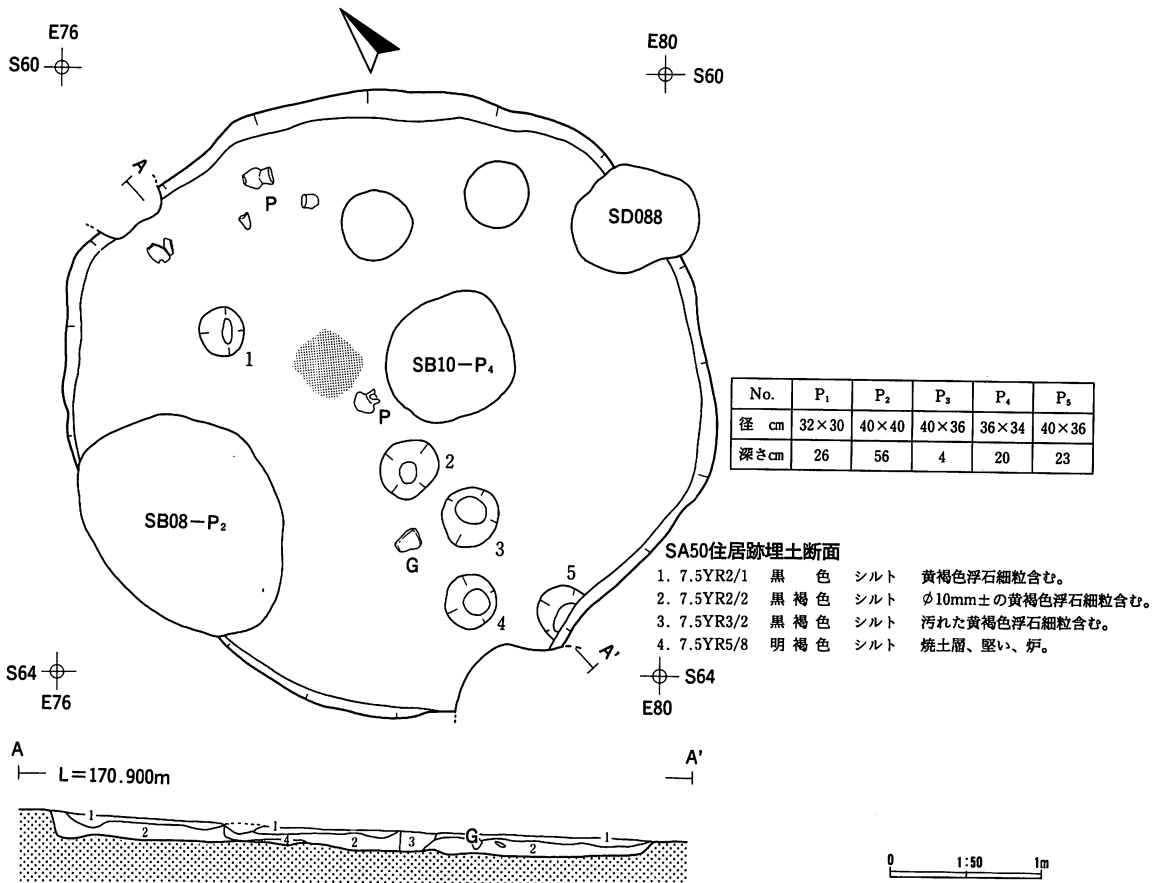 E76
S60
E80
S60
A
P
SD088
1
SB10-P₄
P
2
SB08-P₂
3
G
4
5
A'
S64
E76
S64
E80
No. P₁ P₂ P₃ P₄ P₅
径 cm 32×30 40×40 40×36 36×34 40×36
深さcm 26 56 4 20 23
SA50住居跡埋土断面
1. 7.5YR2/1 黒 色 シルト 黄褐色浮石細粒含む。
2. 7.5YR2/2 黒 褐 色 シルト φ10mm±の黄褐色浮石細粒含む。
3. 7.5YR3/2 黒 褐 色 シルト 汚れた黄褐色浮石細粒含む。
4. 7.5YR5/8 明 褐 色 シルト 焼土層、堅い、炉。
A
L=170.900m
A'
1 1 G 1
2 4 2 3 2
0 1:50 1m